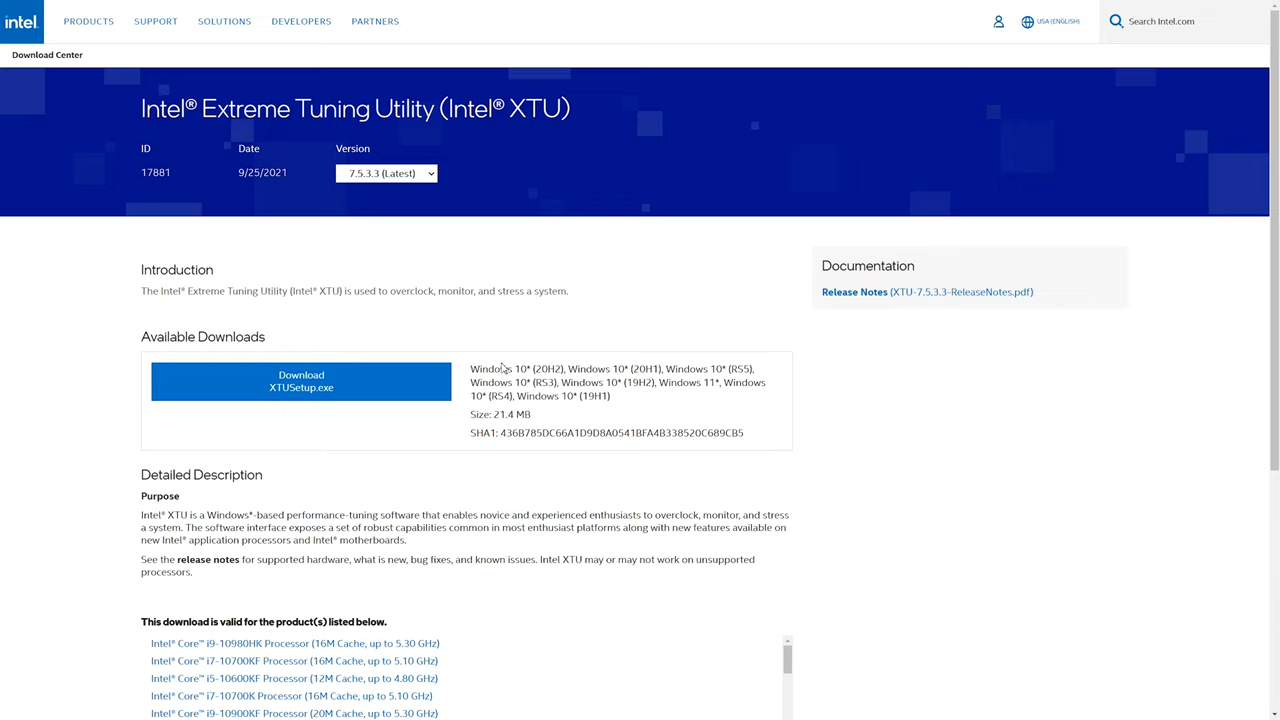 intel.
PRODUCTS SUPPORT SOLUTIONS DEVELOPERS PARTNERS
USA (ENGLISH)
Search Intel.com
Download Center
Intel® Extreme Tuning Utility (Intel® XTU)
ID Date Version
17881 9/25/2021 7.5.3.3 (Latest)
Introduction
The Intel® Extreme Tuning Utility (Intel® XTU) is used to overclock, monitor, and stress a system.
Documentation
Release Notes (XTU-7.5.3.3-ReleaseNotes.pdf)
Available Downloads
Download
XTUSetup.exe
Windows 10* (20H2), Windows 10* (20H1), Windows 10* (RS5),
Windows 10* (RS3), Windows 10* (19H2), Windows 11*, Windows
10* (RS4), Windows 10* (19H1)
Size: 21.4 MB
SHA1: 436B785DC66A1D9D8A0541BFA4B338520C689CB5
Detailed Description
Purpose
Intel® XTU is a Windows*-based performance-tuning software that enables novice and experienced enthusiasts to overclock, monitor, and stress
a system. The software interface exposes a set of robust capabilities common in most enthusiast platforms along with new features available on
new Intel® application processors and Intel® motherboards.
See the release notes for supported hardware, what is new, bug fixes, and known issues. Intel XTU may or may not work on unsupported
processors.
This download is valid for the product(s) listed below.
Intel® Core™ i9-10980HK Processor (16M Cache, up to 5.30 GHz)
Intel® Core™ i7-10700KF Processor (16M Cache, up to 5.10 GHz)
Intel® Core™ i5-10600KF Processor (12M Cache, up to 4.80 GHz)
Intel® Core™ i7-10700K Processor (16M Cache, up to 5.10 GHz)
Intel® Core™ i9-10900KF Processor (20M Cache, up to 5.30 GHz)